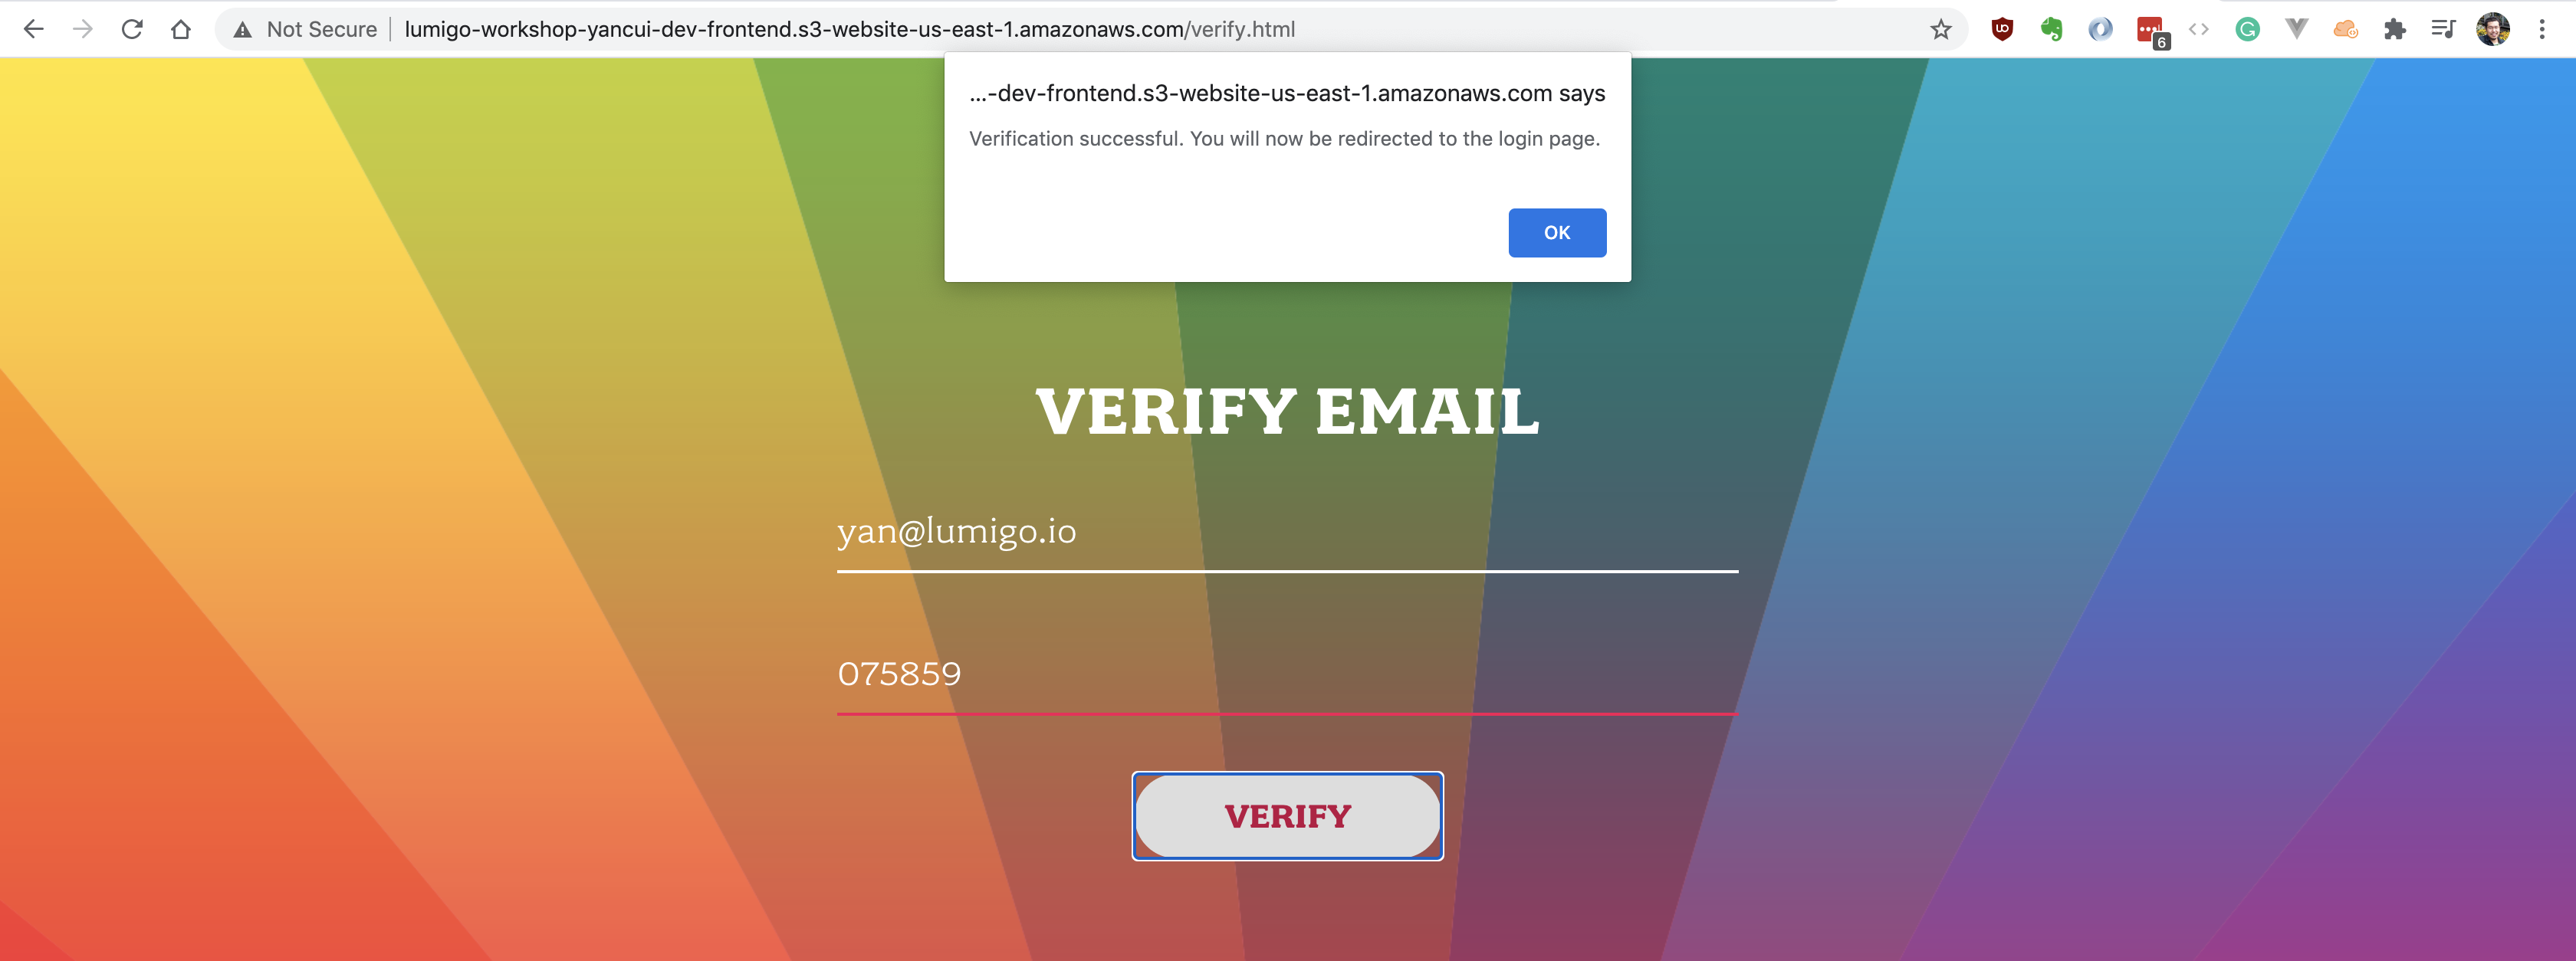 Not Secure lumigo-workshop-yancui-dev-frontend.s3-website-us-east-1.amazonaws.com/verify.html
6
...-dev-frontend.s3-website-us-east-1.amazonaws.com says
Verification successful. You will now be redirected to the login page.
OK
VERIFY EMAIL
yan@lumigo.io
075859
VERIFY